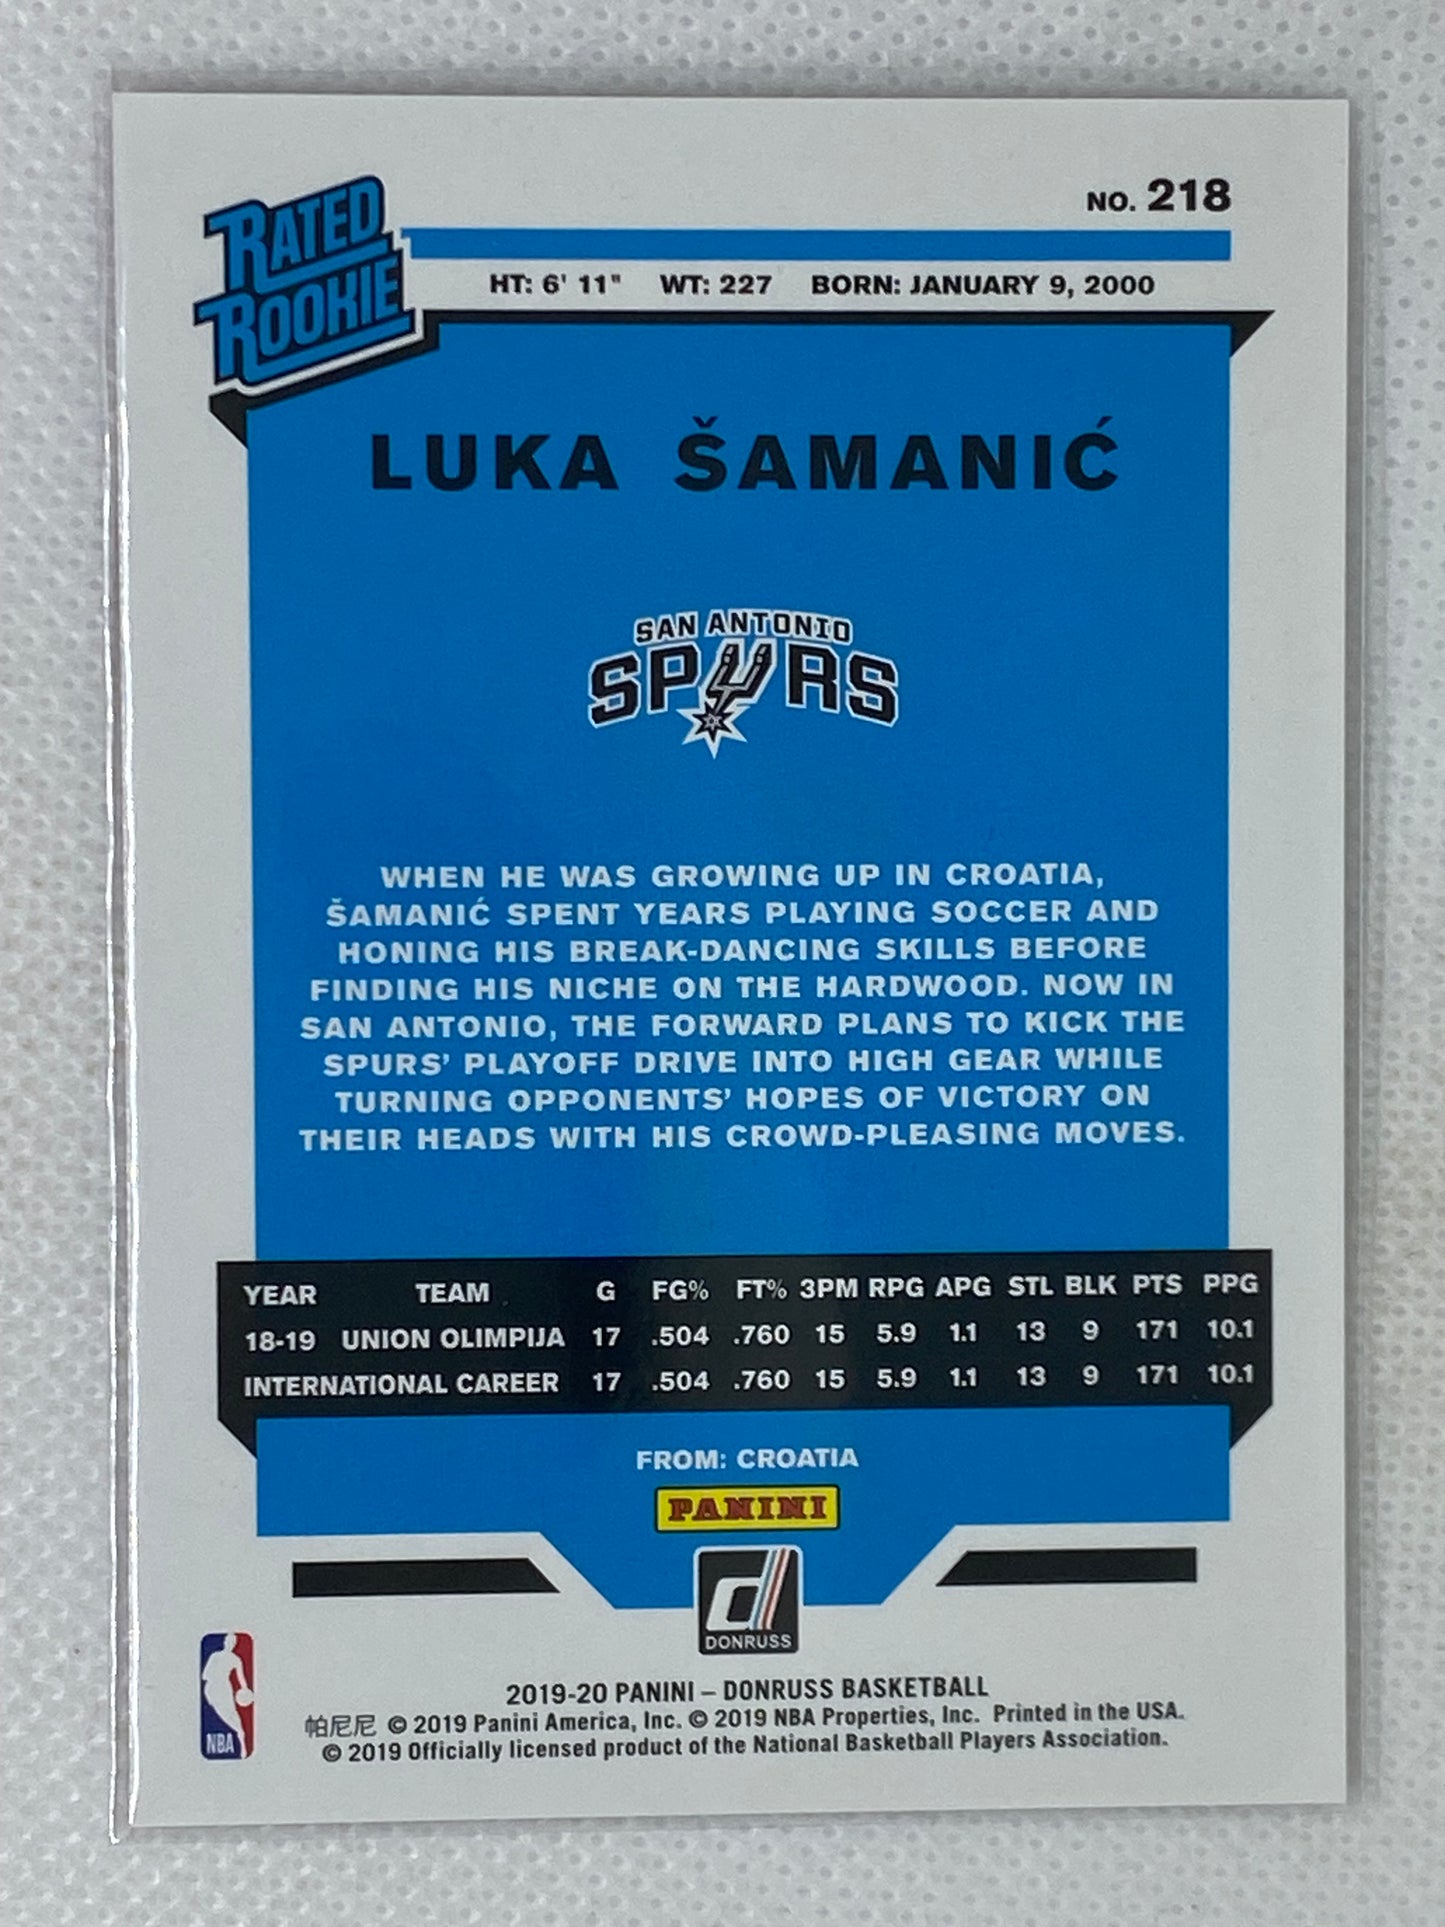 RATED
ROOKIE
NO. 218
HT: 6' 11" WT: 227 BORN: JANUARY 9, 2000
LUKA ŠAMANIĆ
SAN ANTONIO
SPURS
WHEN HE WAS GROWING UP IN CROATIA,
ŠAMANIĆ SPENT YEARS PLAYING SOCCER AND
HONING HIS BREAK-DANCING SKILLS BEFORE
FINDING HIS NICHE ON THE HARDWOOD. NOW IN
SAN ANTONIO, THE FORWARD PLANS TO KICK THE
SPURS' PLAYOFF DRIVE INTO HIGH GEAR WHILE
TURNING OPPONENTS' HOPES OF VICTORY ON
THEIR HEADS WITH HIS CROWD-PLEASING MOVES.
YEAR TEAM G FG% FT% 3PM RPG APG STL BLK PTS PPG
18-19 UNION OLIMPIJA 17 .504 .760 15 5.9 1.1 13 9 171 10.1
INTERNATIONAL CAREER 17 .504 .760 15 5.9 1.1 13 9 171 10.1
FROM: CROATIA
PANINI
d
DONRUSS
NBA
2019-20 PANINI – DONRUSS BASKETBALL
帕尼尼 © 2019 Panini America, Inc. © 2019 NBA Properties, Inc. Printed in the USA.
© 2019 Officially licensed product of the National Basketball Players Association.